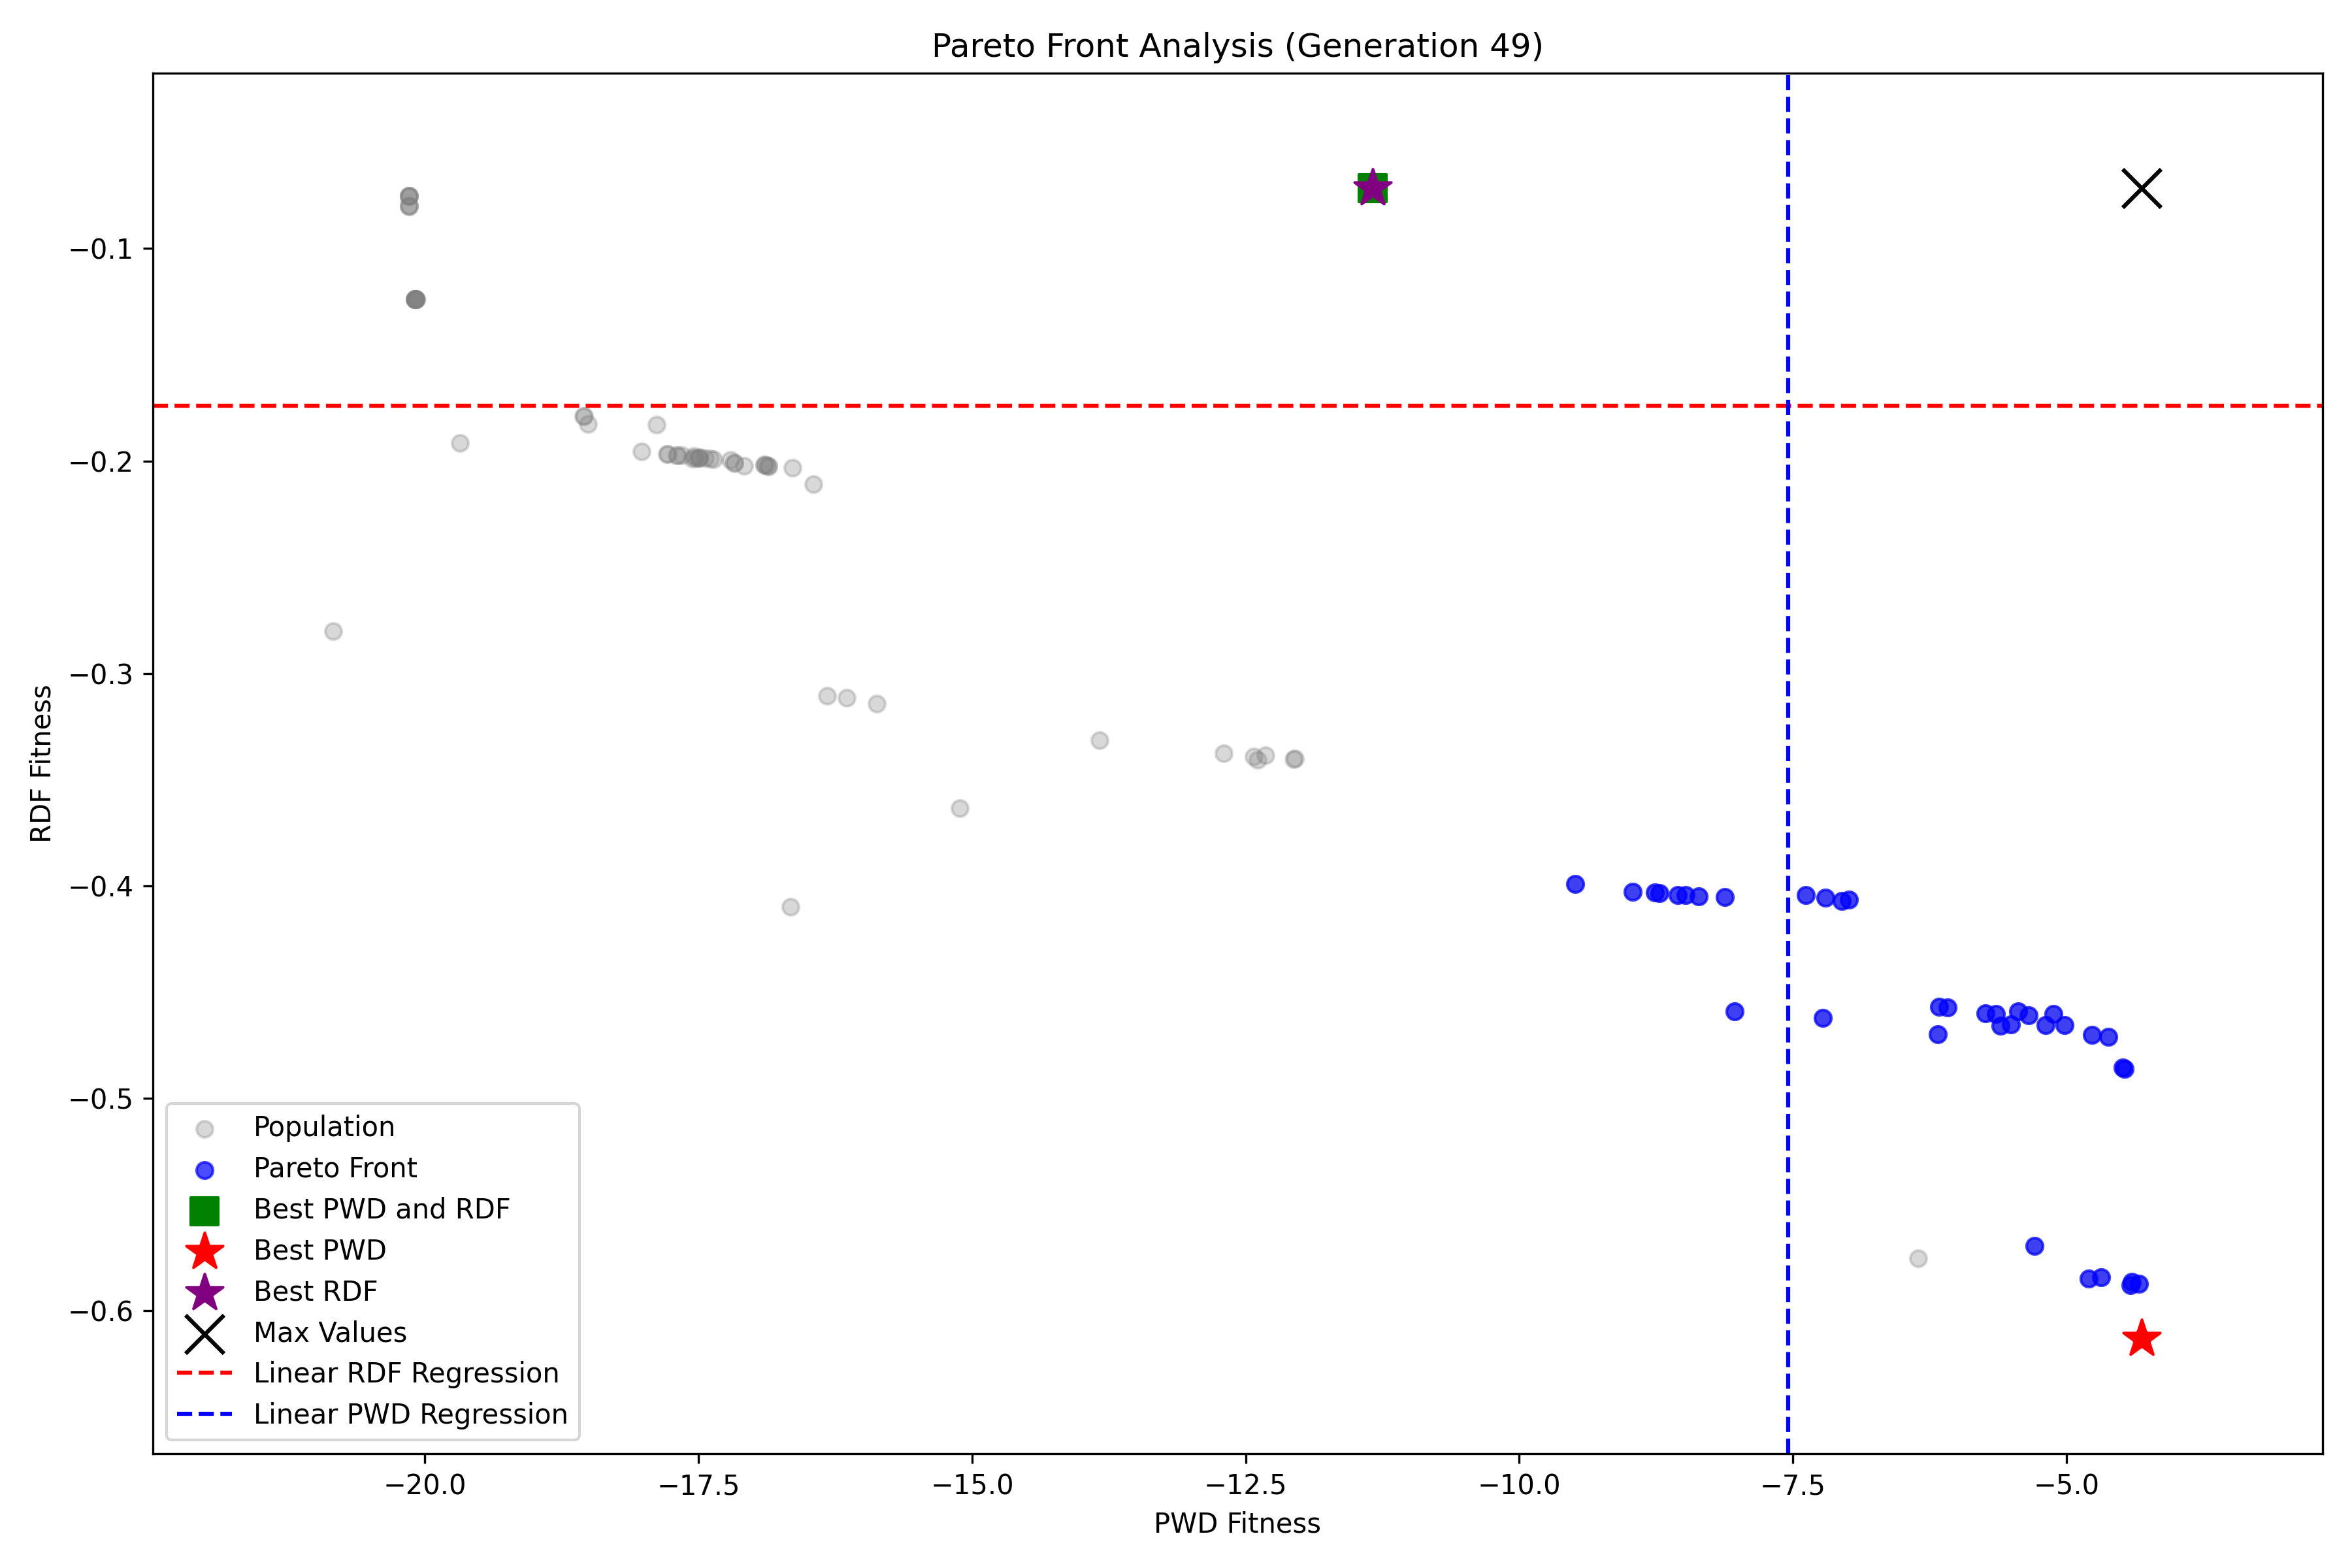 Pareto Front Analysis (Generation 49)
RDF Fitness
−0.1
−0.2
−0.3
−0.4
−0.5
−0.6
Population
Pareto Front
Best PWD and RDF
Best PWD
Best RDF
Max Values
Linear RDF Regression
Linear PWD Regression
−20.0 −17.5 −15.0 −12.5 −10.0 −7.5 −5.0
PWD Fitness